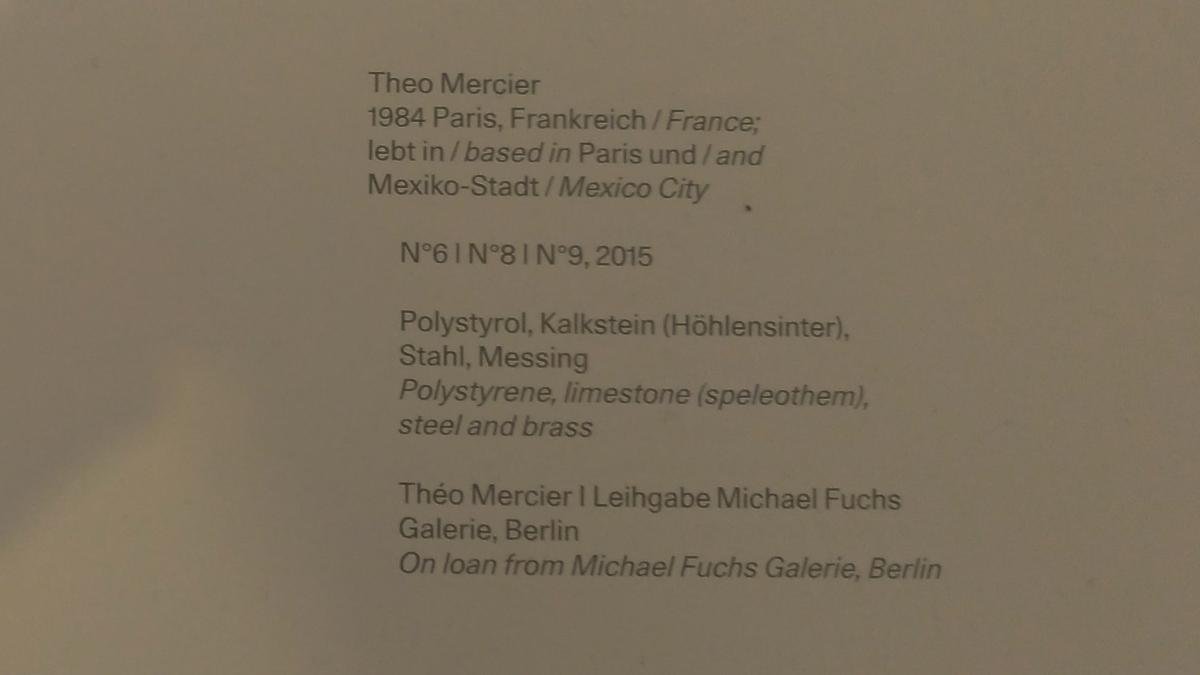 Theo Mercier
1984 Paris, Frankreich / France;
lebt in / based in Paris und / and
Mexiko-Stadt / Mexico City
N°6 | N°8 | N°9, 2015
Polystyrol, Kalkstein (Höhlensinter),
Stahl, Messing
Polystyrene, limestone (speleothem),
steel and brass
Théo Mercier | Leihgabe Michael Fuchs
Galerie, Berlin
On loan from Michael Fuchs Galerie, Berlin